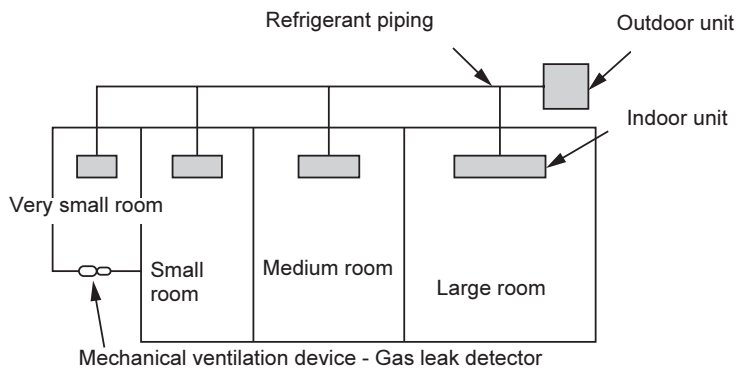 Refrigerant piping
Outdoor unit
Indoor unit
Very small room
Small
room
Medium room
Large room
Mechanical ventilation device - Gas leak detector